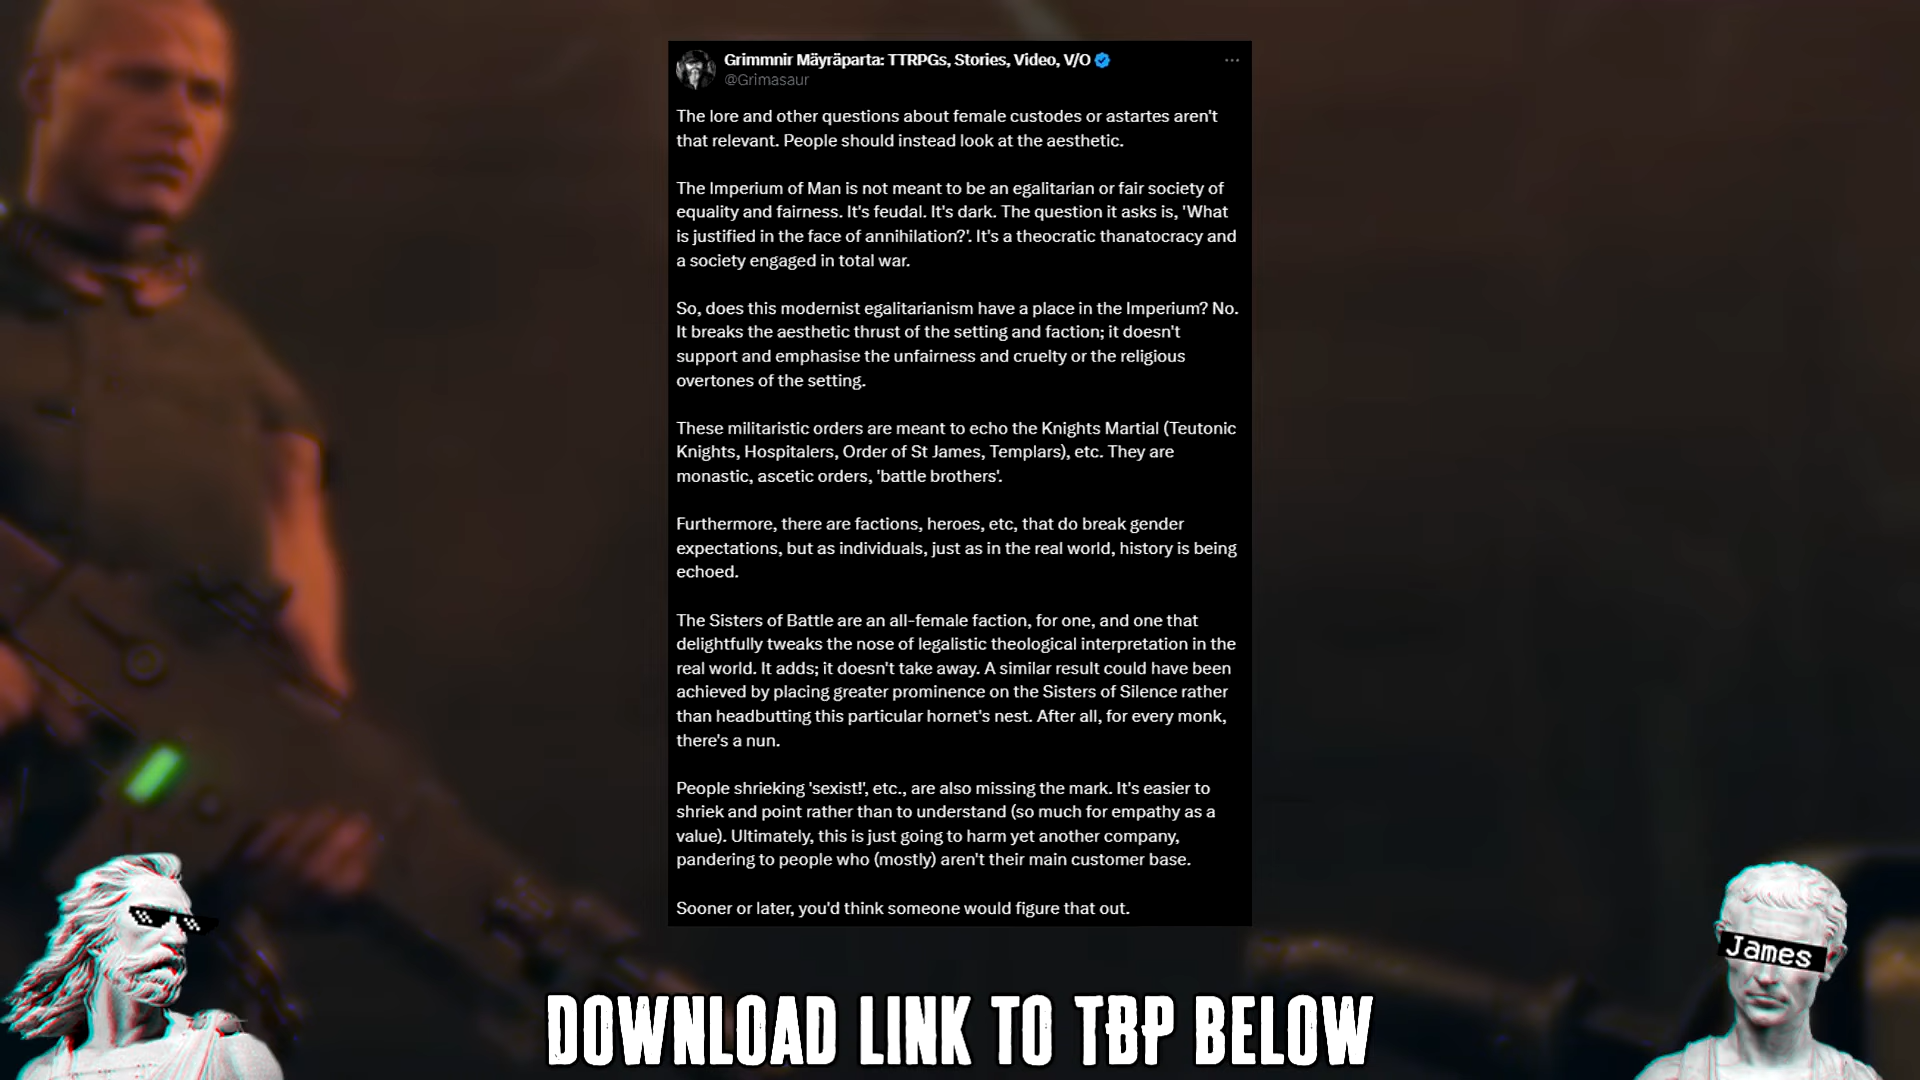 Grimmnir Mäyräparta: TTRPGs, Stories, Video, V/O
@Grimasaur
The lore and other questions about female custodes or astartes aren't
that relevant. People should instead look at the aesthetic.
The Imperium of Man is not meant to be an egalitarian or fair society of
equality and fairness. It's feudal. It's dark. The question it asks is, 'What
is justified in the face of annihilation?'. It's a theocratic thanatocracy and
a society engaged in total war.
So, does this modernist egalitarianism have a place in the Imperium? No.
It breaks the aesthetic thrust of the setting and faction; it doesn't
support and emphasise the unfairness and cruelty or the religious
overtones of the setting.
These militaristic orders are meant to echo the Knights Martial (Teutonic
Knights, Hospitalers, Order of St James, Templars), etc. They are
monastic, ascetic orders, 'battle brothers'.
Furthermore, there are factions, heroes, etc, that do break gender
expectations, but as individuals, just as in the real world, history is being
echoed.
The Sisters of Battle are an all-female faction, for one, and one that
delightfully tweaks the nose of legalistic theological interpretation in the
real world. It adds; it doesn't take away. A similar result could have been
achieved by placing greater prominence on the Sisters of Silence rather
than headbutting this particular hornet's nest. After all, for every monk,
there's a nun.
People shrieking 'sexist!', etc., are also missing the mark. It's easier to
shriek and point rather than to understand (so much for empathy as a
value). Ultimately, this is just going to harm yet another company,
pandering to people who (mostly) aren't their main customer base.
Sooner or later, you'd think someone would figure that out.
James
DOWNLOAD LINK TO TBP BELOW